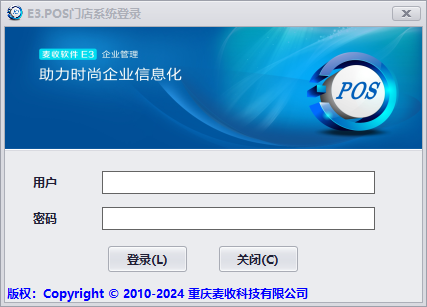 E3.POS门店系统登录
麦收软件 E3 企业管理
助力时尚企业信息化
POS
用户
密码
登录(L) 关闭(C)
版权：Copyright © 2010-2024 重庆麦收科技有限公司